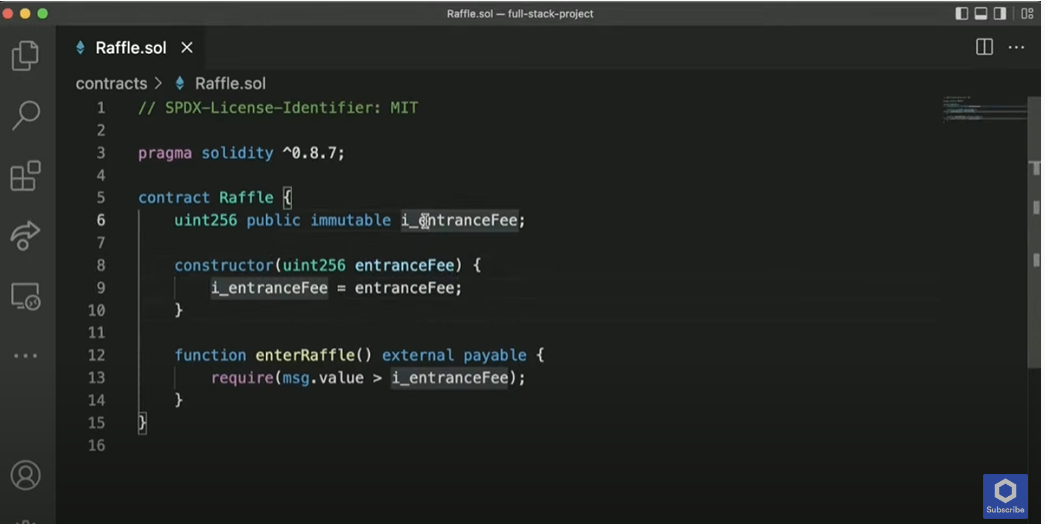 Raffle.sol — full-stack-project
Raffle.sol
contracts > Raffle.sol
1 // SPDX-License-Identifier: MIT
2
3 pragma solidity ^0.8.7;
4
5 contract Raffle {
6 uint256 public immutable i_entranceFee;
7
8 constructor(uint256 entranceFee) {
9 i_entranceFee = entranceFee;
10 }
11
12 function enterRaffle() external payable {
13 require(msg.value > i_entranceFee);
14 }
15 }
16
Subscribe